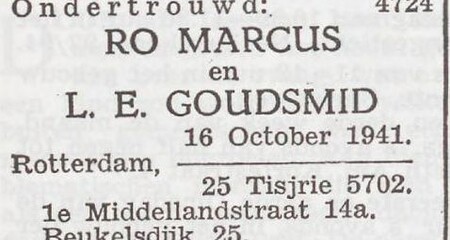 Ondertrouwd: 4724
RO MARCUS
en
L. E. GOUDSMID
16 October 1941.
Rotterdam,
25 Tisjrie 5702.
1e Middellandstraat 14a.
Beukelsdijk 25.